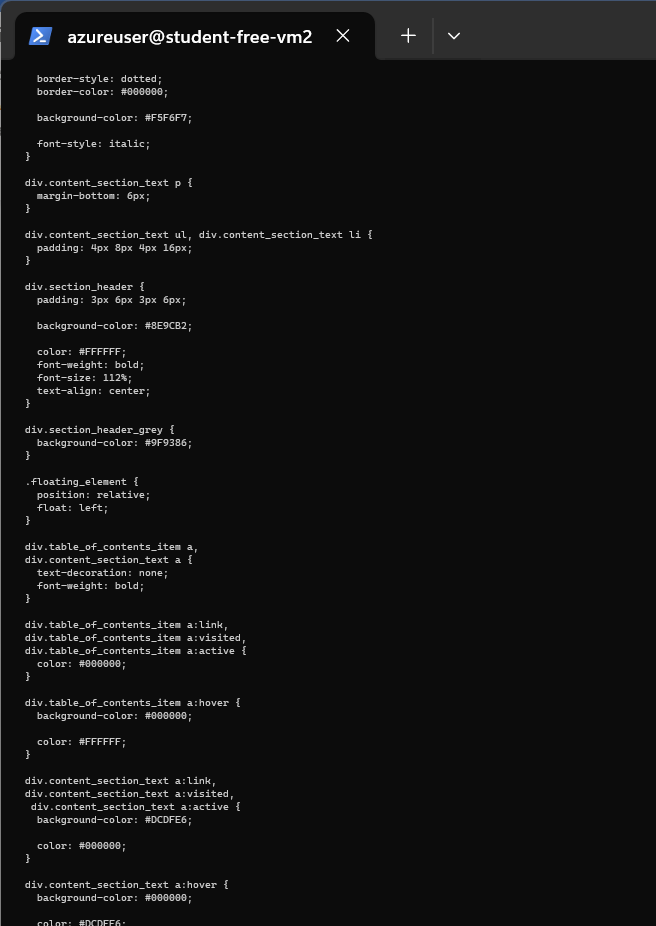 azureuser@student-free-vm2
border-style: dotted;
border-color: #000000;
background-color: #F5F6F7;
font-style: italic;
}
div.content_section_text p {
margin-bottom: 6px;
}
div.content_section_text ul, div.content_section_text li {
padding: 4px 8px 4px 16px;
}
div.section_header {
padding: 3px 6px 3px 6px;
background-color: #8E9CB2;
color: #FFFFFF;
font-weight: bold;
font-size: 112%;
text-align: center;
}
div.section_header_grey {
background-color: #9F9386;
}
.floating_element {
position: relative;
float: left;
}
div.table_of_contents_item a,
div.content_section_text a {
text-decoration: none;
font-weight: bold;
}
div.table_of_contents_item a:link,
div.table_of_contents_item a:visited,
div.table_of_contents_item a:active {
color: #000000;
}
div.table_of_contents_item a:hover {
background-color: #000000;
color: #FFFFFF;
}
div.content_section_text a:link,
div.content_section_text a:visited,
div.content_section_text a:active {
background-color: #DCDFE6;
color: #000000;
}
div.content_section_text a:hover {
background-color: #000000;
color: #DCDFE6;